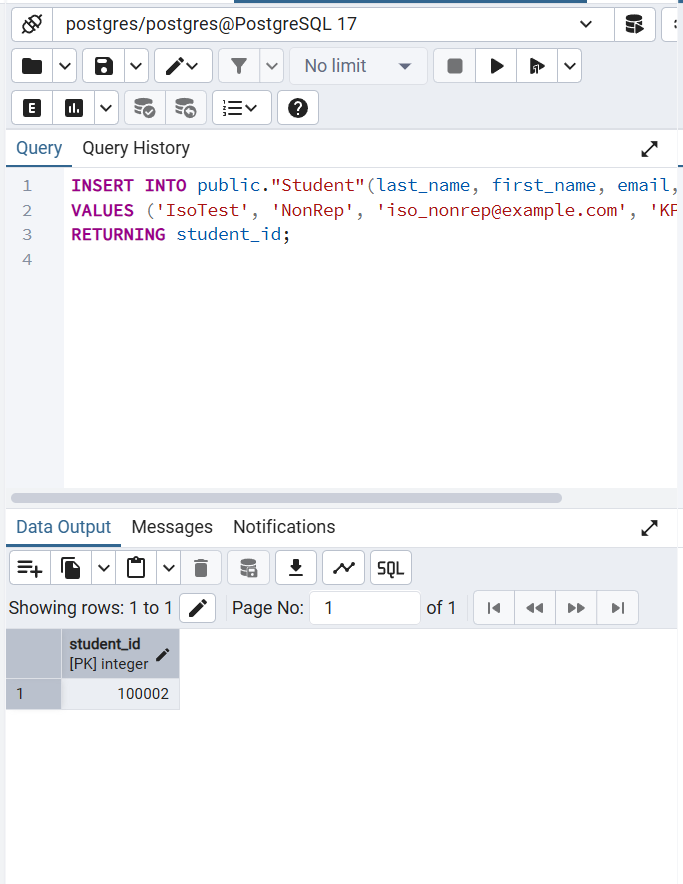 postgres/postgres@PostgreSQL 17
No limit
E
Query Query History
1 INSERT INTO public."Student"(last_name, first_name, email,
2 VALUES ('IsoTest', 'NonRep', 'iso_nonrep@example.com', 'KP
3 RETURNING student_id;
4
Data Output Messages Notifications
SQL
Showing rows: 1 to 1 Page No: 1 of 1
student_id
[PK] integer
1 100002